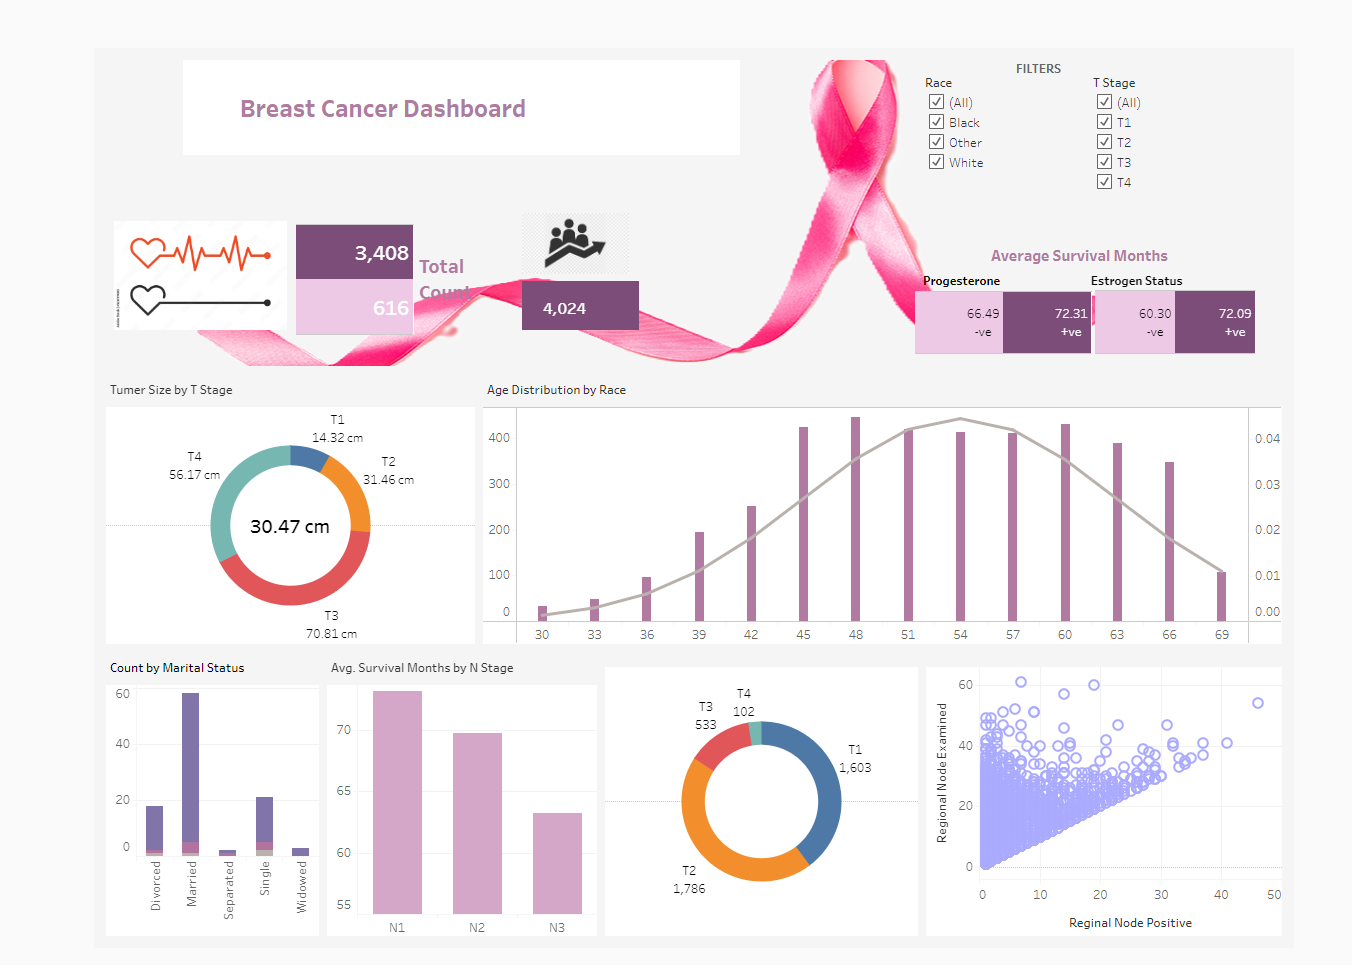 Breast Cancer Dashboard
FILTERS
Race
(All)
Black
Other
White
T Stage
(All)
T1
T2
T3
T4
3,408
616
Total
Count
4,024
Average Survival Months
Progesterone
Estrogen Status
66.49
-ve
72.31
+ve
60.30
-ve
72.09
+ve
Tumer Size by T Stage
T1
14.32 cm
T2
31.46 cm
T4
56.17 cm
30.47 cm
T3
70.81 cm
Age Distribution by Race
400
300
200
100
0
0.04
0.03
0.02
0.01
0.00
30 33 36 39 42 45 48 51 54 57 60 63 66 69
Count by Marital Status
60
40
20
0
Divorced
Married
Separated
Single
Widowed
Avg. Survival Months by N Stage
70
65
60
55
N1 N2 N3
T4
102
T3
533
T1
1,603
T2
1,786
Regional Node Examined
60
40
20
0
0 10 20 30 40 50
Reginal Node Positive